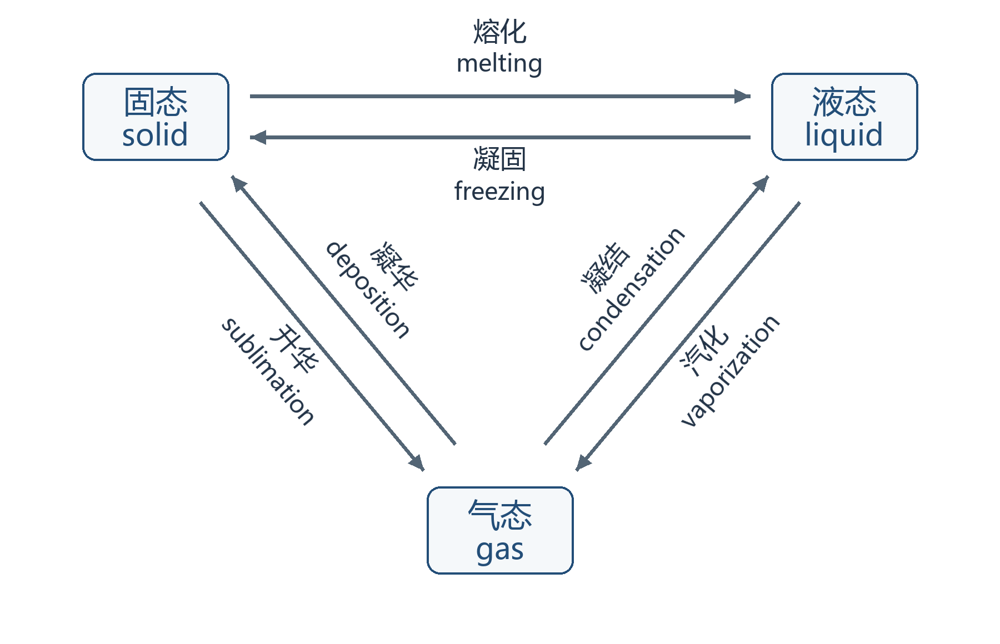 熔化
melting
固态
solid
液态
liquid
凝固
freezing
凝华
deposition
凝结
condensation
升华
sublimation
汽化
vaporization
气态
gas